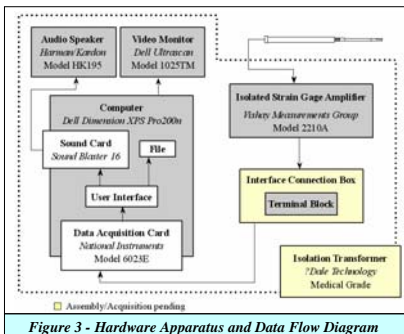 Audio Speaker
Harman/Kardon
Model HK195
Video Monitor
Dell Ultrascan
Model 1025TM
Computer
Dell Dimension XPS Pro200n
Sound Card
Sound Blaster 16
File
User Interface
Data Acquisition Card
National Instruments
Model 6023E
Isolated Strain Gage Amplifier
Vishay Measurements Group
Model 2210A
Interface Connection Box
Terminal Block
Isolation Transformer
?Dale Technology
Medical Grade
Assembly/Acquisition pending
Figure 3 - Hardware Apparatus and Data Flow Diagram